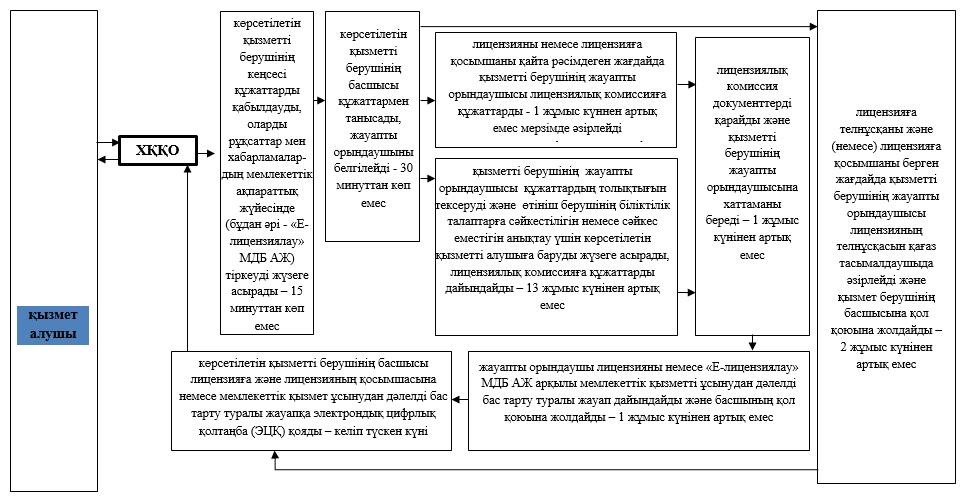 қызмет
алушы
ХҚҚО
көрсетілетін
қызметті
берушінің
кеңсесі
құжаттарды
қабылдауды,
оларды
рұқсаттар мен
хабарламалар-
дың мемлекеттік
ақпараттық
жүйесінде
(бұдан әрі - «Е-
лицензиялау»
МДБ АЖ)
тіркеуді жүзеге
асырады – 15
минуттан көп
емес
көрсетілетін
қызметті
берушінің
басшысы
құжаттармен
танысады,
жауапты
орындаушыны
белгілейді - 30
минуттан көп
емес
лицензияны немесе лицензияға
қосымшаны қайта рәсімдеген жағдайда
қызметті берушінің жауапты
орындаушысы лицензиялық комиссияға
құжаттарды - 1 жұмыс күннен артық
емес мерзімде әзірлейді
қызметті берушінің жауапты
орындаушысы құжаттардың толықтығын
тексеруді және өтініш берушінің біліктілік
талаптарға сәйкестілігін немесе сәйкес
еместігін анықтау үшін көрсетілетін
қызметті алушыға баруды жүзеге асырады,
лицензиялық комиссияға құжаттарды
дайындайды – 13 жұмыс күнінен артық
емес
лицензиялық
комиссия
документтерді
қарайды және
қызметті
берушінің
жауапты
орындаушысына
хаттаманы
береді – 1 жұмыс
күнінен артық
емес
лицензияға
телнұсқаны және
(немесе) лицензияға
қосымшаны берген
жағдайда қызметті
берушінің жауапты
орындаушысы
лицензияның
телнұсқасын қағаз
тасымалдаушыда
әзірлейді және
қызмет берушінің
басшысына қол
қоюына жолдайды –
2 жұмыс күнінен
артық емес
көрсетілетін қызметті берушінің басшысы
лицензияға және лицензияның қосымшасына
немесе мемлекеттік қызмет ұсынудан дәлелді бас
тарту туралы жауапқа электрондық цифрлық
қолтаңба (ЭЦҚ) қояды – келіп түскен күні
жауапты орындаушы лицензияны немесе «Е-лицензиялау»
МДБ АЖ арқылы мемлекеттік қызметті ұсынудан дәлелді
бас тарту туралы жауап дайындайды және басшының қол
қоюына жолдайды – 1 жұмыс күнінен артық емес